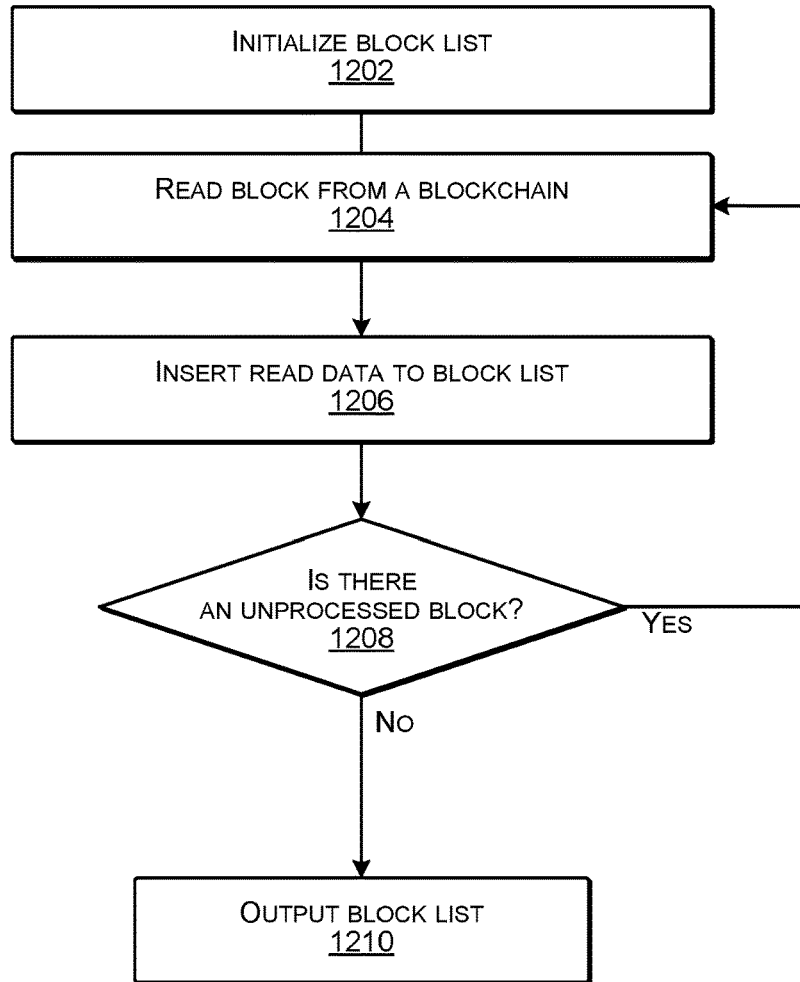 INITIALIZE BLOCK LIST
1202
READ BLOCK FROM A BLOCKCHAIN
1204
INSERT READ DATA TO BLOCK LIST
1206
IS THERE
AN UNPROCESSED BLOCK?
1208
YES
NO
OUTPUT BLOCK LIST
1210